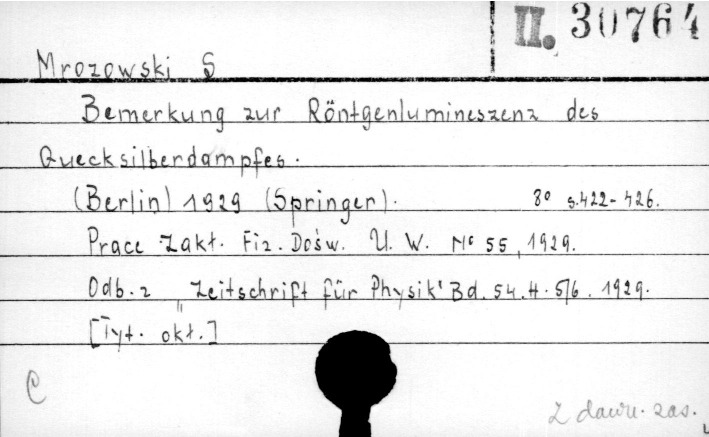 II. 30764
Mrozowski S
Bemerkung zur Röntgenlumineszenz des
Quecksilberdampfes.
(Berlin) 1929 (Springer). 8° s.422-426.
Prace Zakł. Fiz. Dośw. U. W. Nº 55, 1929.
Odb. z „Zeitschrift für Physik" Bd. 54. H. 5/6. 1929.
[Tyt. okł.]
C
Z dawn. zas.